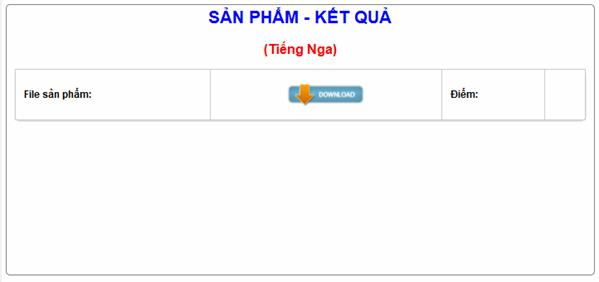 SẢN PHẨM - KẾT QUẢ
(Tiếng Nga)
File sản phẩm: DOWNLOAD Điểm: